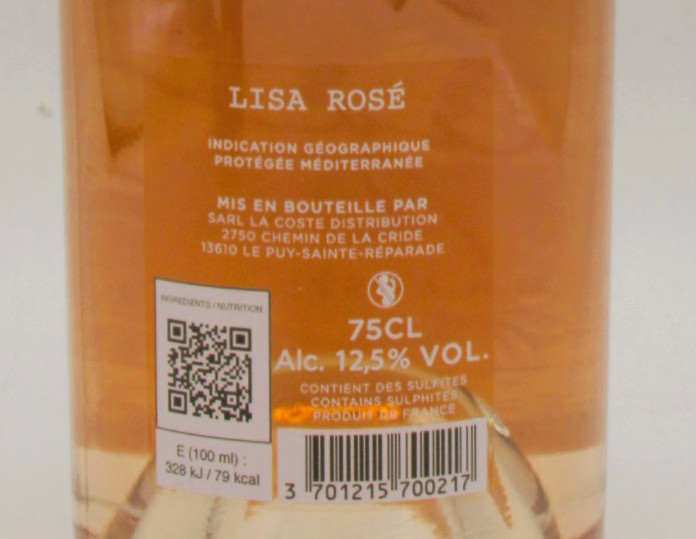 LISA ROSÉ
INDICATION GÉOGRAPHIQUE
PROTÉGÉE MÉDITERRANÉE
MIS EN BOUTEILLE PAR
SARL LA COSTE DISTRIBUTION
2750 CHEMIN DE LA CRIDE
13610 LE PUY-SAINTE-RÉPARADE
75CL
Alc. 12,5% VOL.
CONTIENT DES SULFITES
CONTAINS SULPHITES
PRODUIT DE FRANCE
INGREDIENTS / NUTRITION
E (100 ml) :
328 kJ / 79 kcal
3 701215 700217